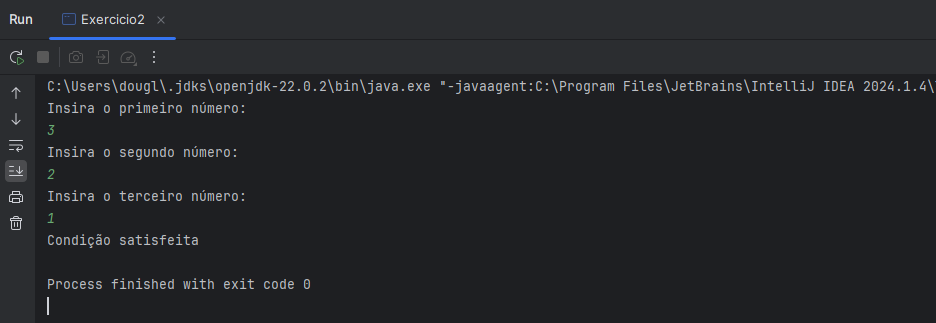 Run
Exercicio2
C:\Users\dougl\.jdks\openjdk-22.0.2\bin\java.exe "-javaagent:C:\Program Files\JetBrains\IntelliJ IDEA 2024.1.4\
Insira o primeiro número:
3
Insira o segundo número:
2
Insira o terceiro número:
1
Condição satisfeita
Process finished with exit code 0